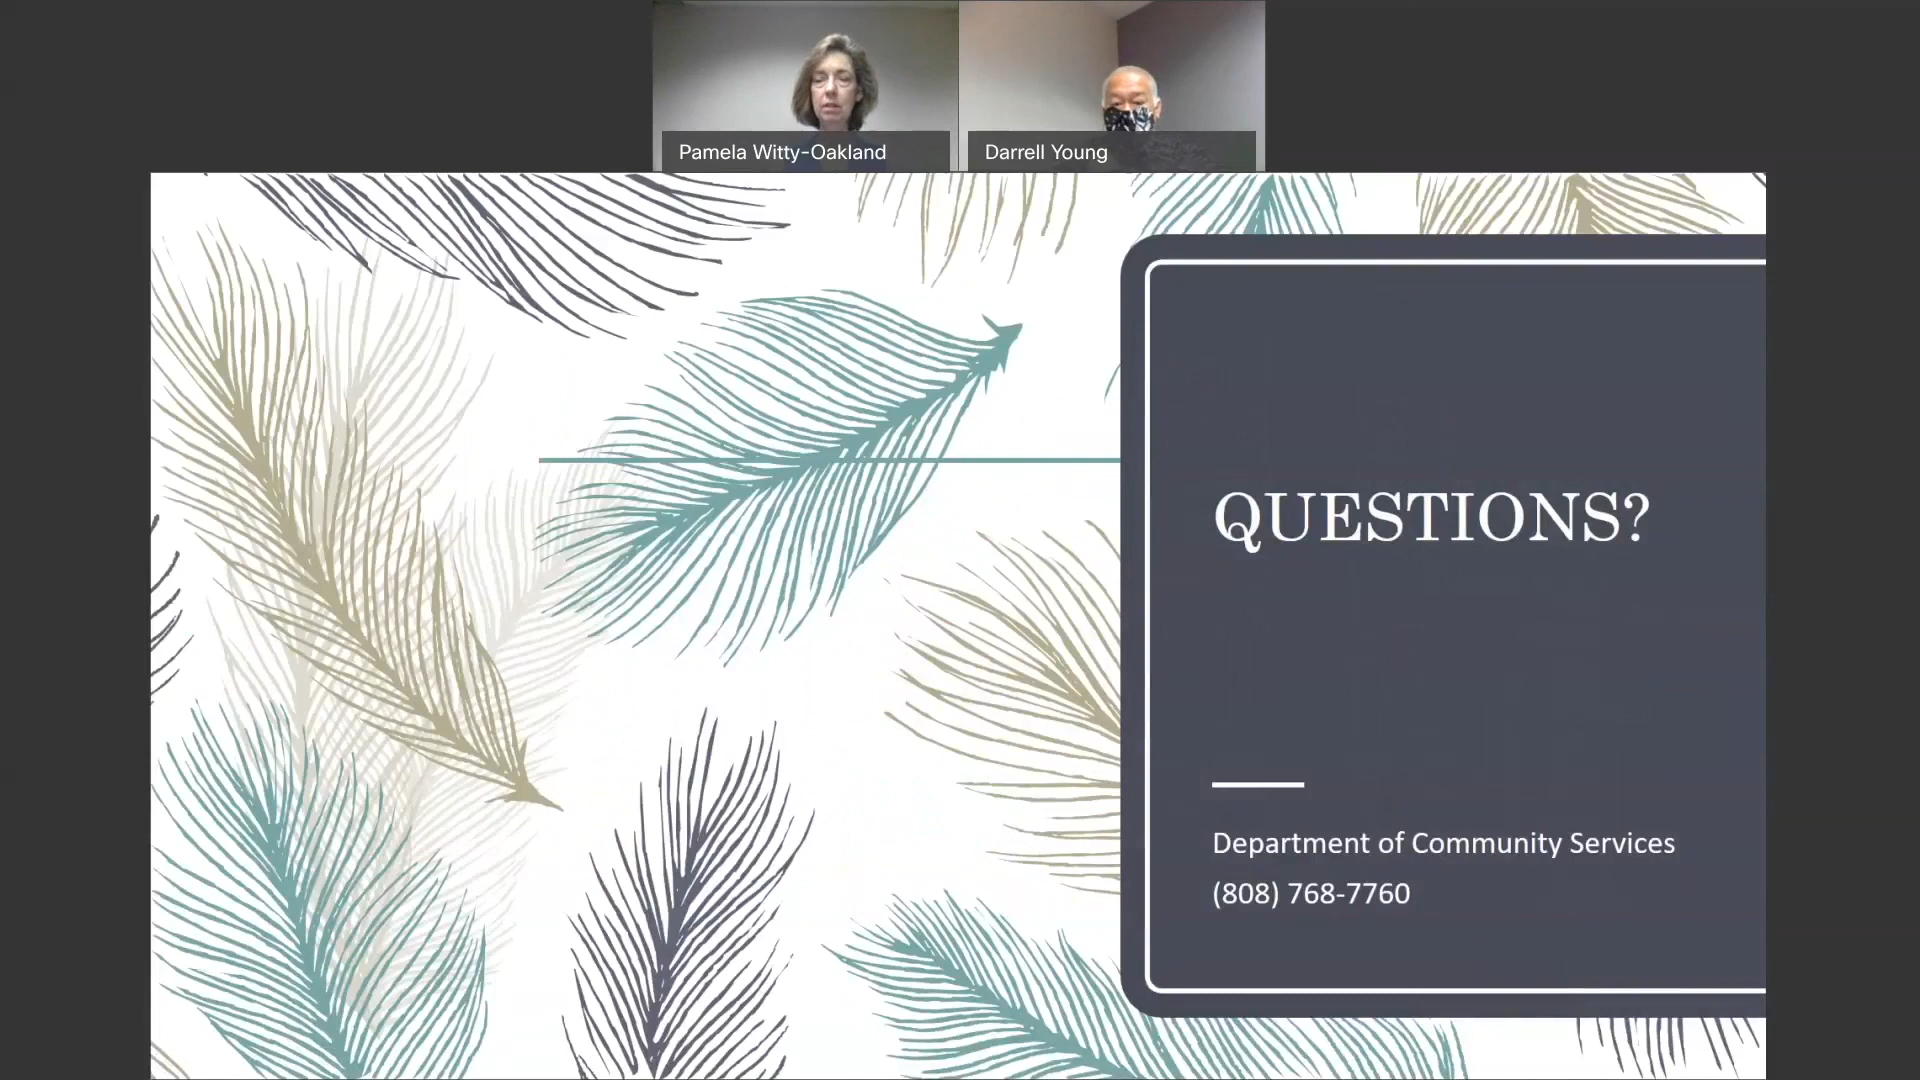 Pamela Witty-Oakland
Darrell Young
QUESTIONS?
Department of Community Services
(808) 768-7760